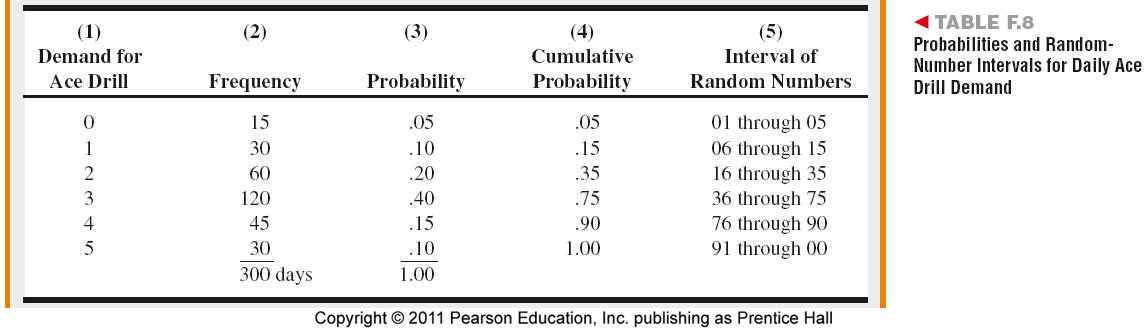 (1) (2) (3) (4) (5)
Demand for Cumulative Interval of
Ace Drill Frequency Probability Probability Random Numbers
0 15 .05 .05 01 through 05
1 30 .10 .15 06 through 15
2 60 .20 .35 16 through 35
3 120 .40 .75 36 through 75
4 45 .15 .90 76 through 90
5 30 .10 1.00 91 through 00
300 days 1.00
◀ TABLE F.8
Probabilities and Random-
Number Intervals for Daily Ace
Drill Demand
Copyright © 2011 Pearson Education, Inc. publishing as Prentice Hall